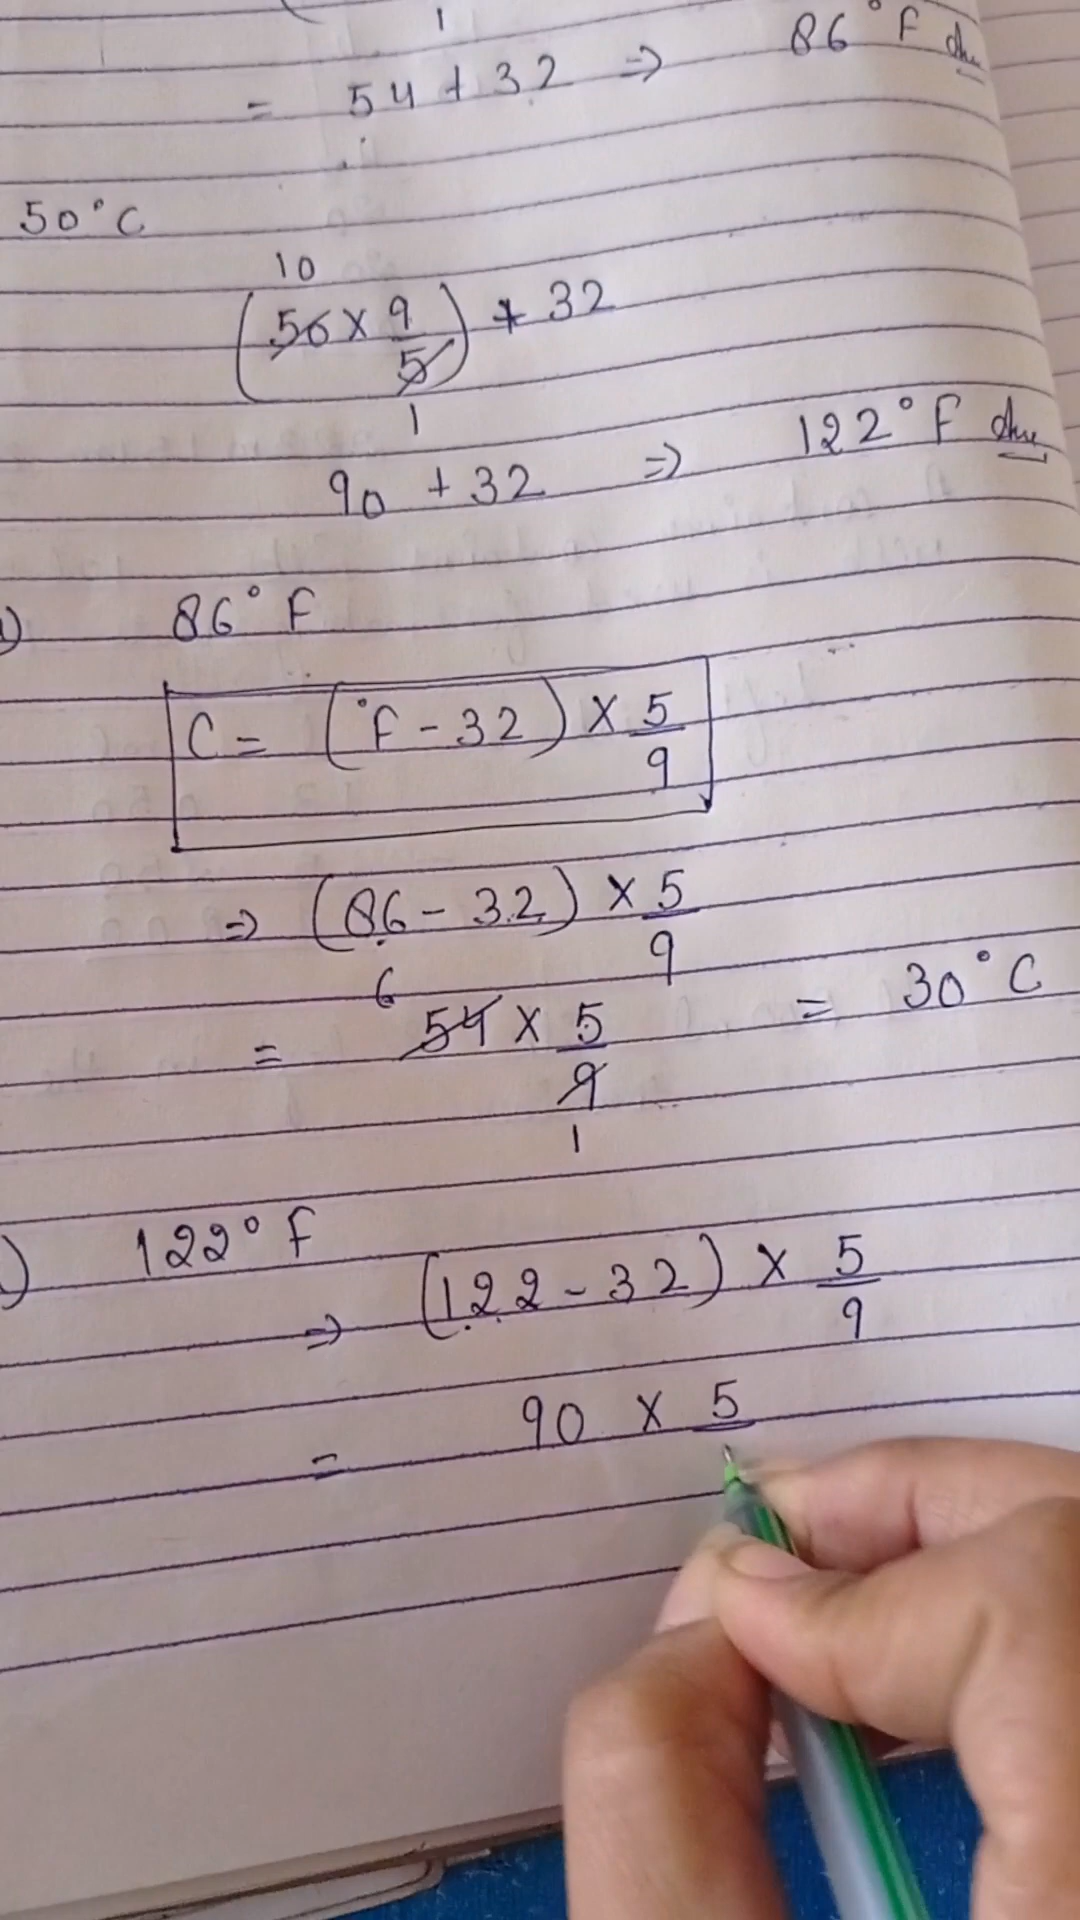 1
= 54 + 32 ⇒ 86°F
50°C
10
(50 × 9/5) + 32
1
90 + 32 ⇒ 122°F
) 86°F
C = (°F - 32) × 5/9
⇒ (86 - 32) × 5/9
6
= 54 × 5/9 = 30°C
1
) 122°F
⇒ (122 - 32) × 5/9
= 90 × 5